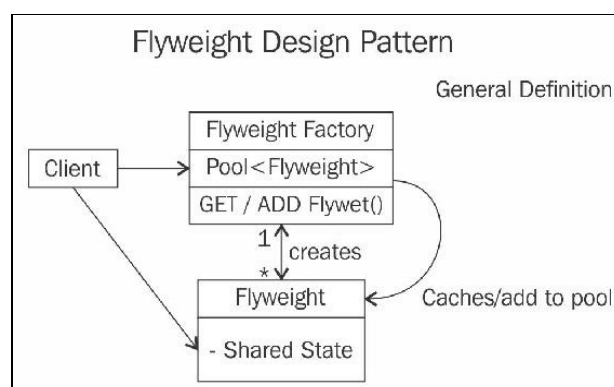 Flyweight Design Pattern
General Definition
Flyweight Factory
Client
Pool<Flyweight>
GET / ADD Flywet()
1
creates
*
Flyweight
Caches/add to pool
- Shared State